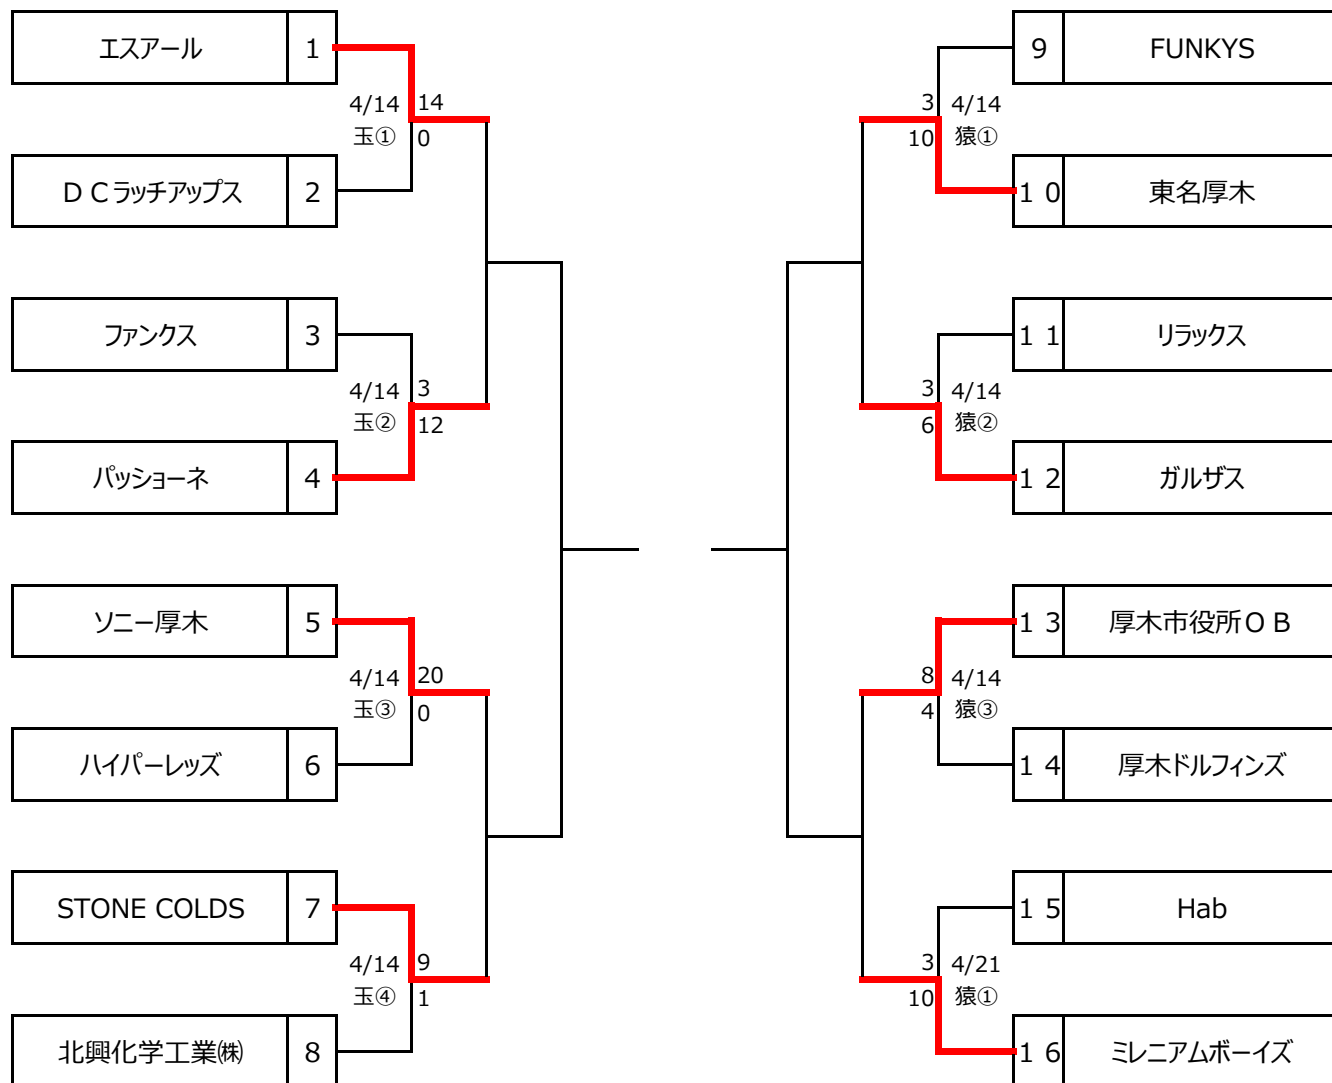 エスアール 1
4/14 14
玉① 0
ＤＣラッチアップス 2
ファンクス 3
4/14 3
玉② 12
パッショーネ 4
ソニー厚木 5
4/14 20
玉③ 0
ハイパーレッズ 6
STONE COLDS 7
4/14 9
玉④ 1
北興化学工業㈱ 8
9 FUNKYS
3 4/14
10 猿①
１０ 東名厚木
１１ リラックス
3 4/14
6 猿②
１２ ガルザス
１３ 厚木市役所ＯＢ
8 4/14
4 猿③
１４ 厚木ドルフィンズ
１５ Hab
3 4/21
10 猿①
１６ ミレニアムボーイズ